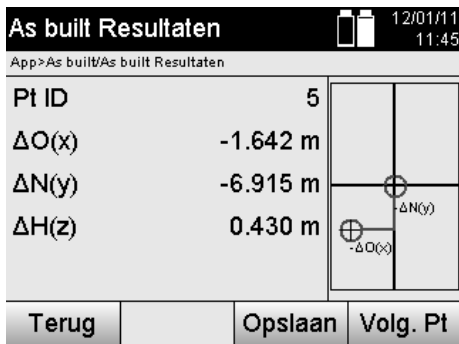 As built Resultaten
12/01/11
11:45
App>As built/As built Resultaten
Pt ID 5
ΔO(x) -1.642 m
ΔN(y) -6.915 m
ΔH(z) 0.430 m
-ΔN(y)
-ΔO(x)
Terug Opslaan Volg. Pt